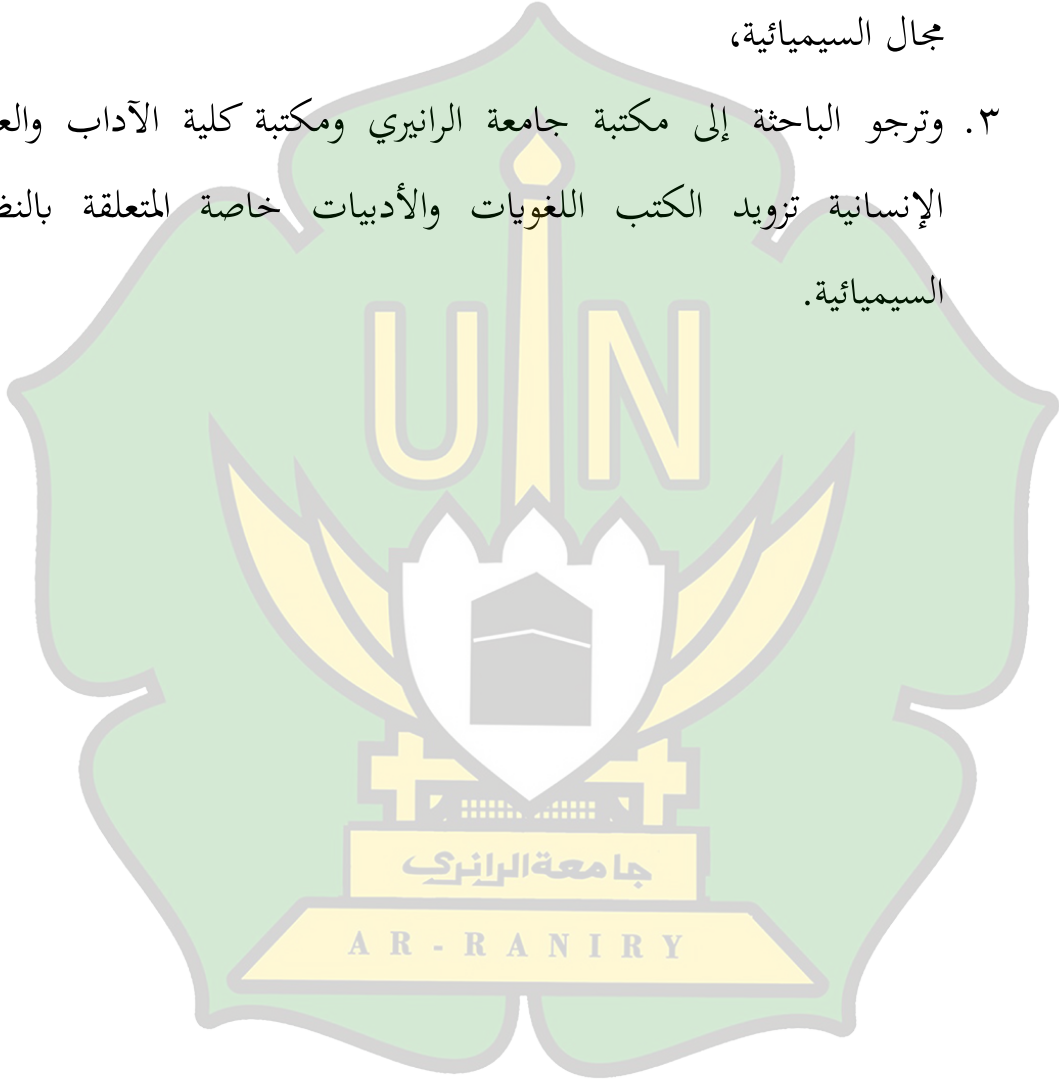 مجال السيميائية،
٣. وترجو الباحثة إلى مكتبة جامعة الرانيري ومكتبة كلية الآداب
الإنسانية تزويد الكتب اللغويات والأدبيات خاصة المتعلقة
السيميائية.
UIN
جامعة الرانري
AR-RANIRY